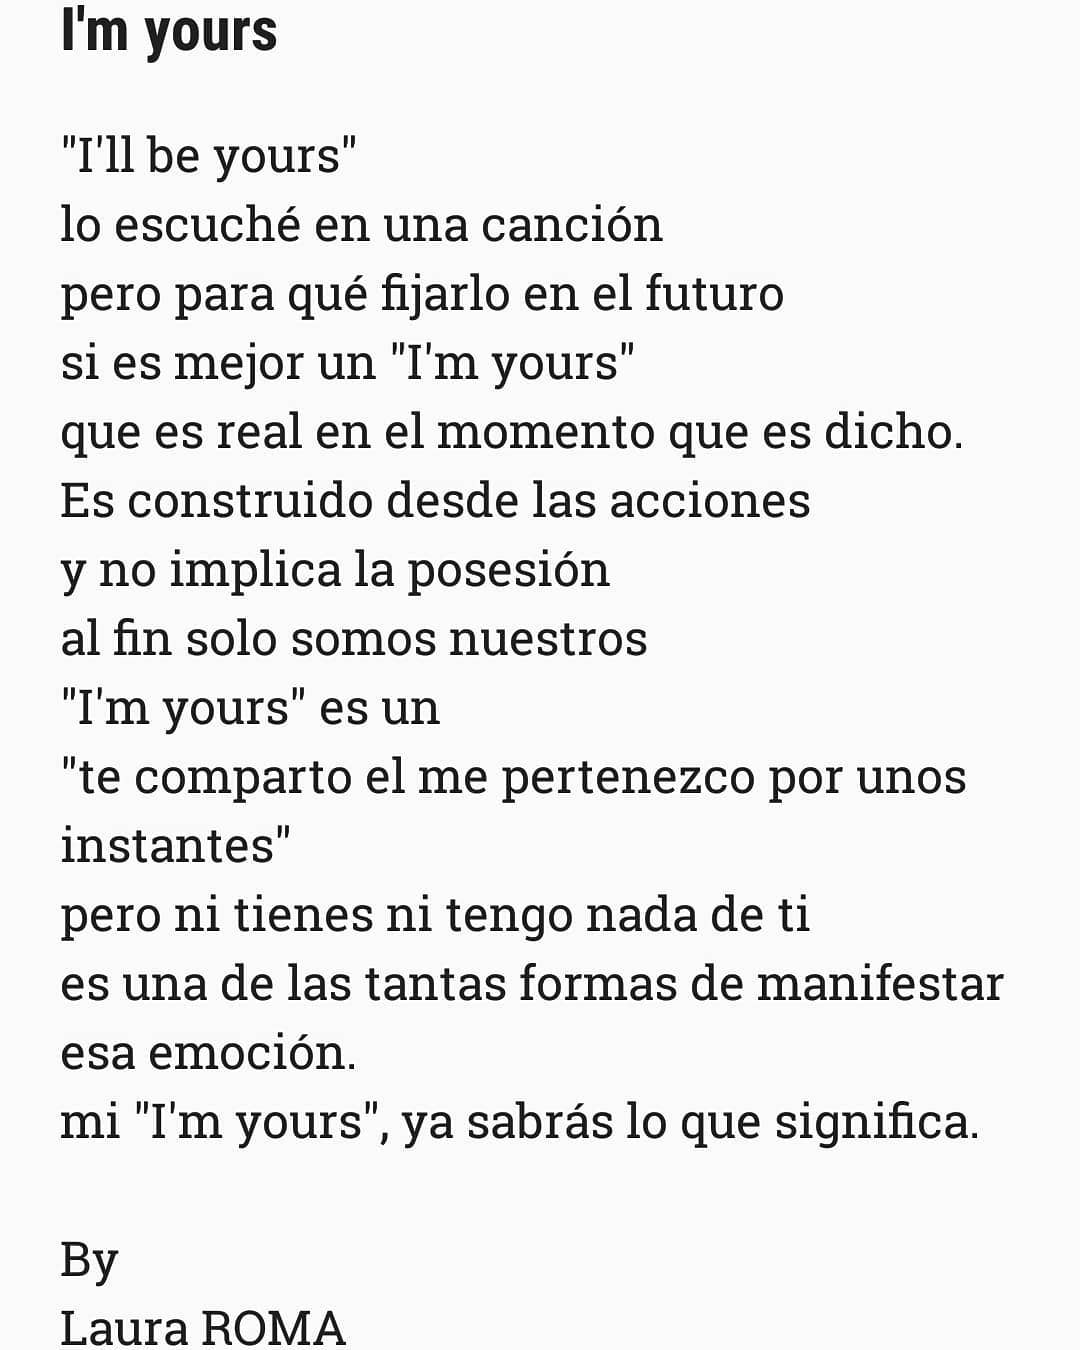 I'm yours
"I'll be yours"
lo escuché en una canción
pero para qué fijarlo en el futuro
si es mejor un "I'm yours"
que es real en el momento que es dicho.
Es construido desde las acciones
y no implica la posesión
al fin solo somos nuestros
"I'm yours" es un
"te comparto el me pertenezco por unos
instantes"
pero ni tienes ni tengo nada de ti
es una de las tantas formas de manifestar
esa emoción.
mi "I'm yours", ya sabrás lo que significa.
By
Laura ROMA